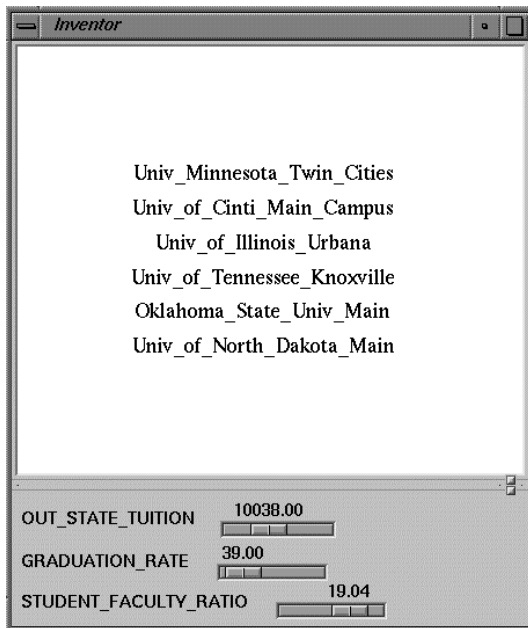 Inventor
Univ_Minnesota_Twin_Cities
Univ_of_Cinti_Main_Campus
Univ_of_Illinois_Urbana
Univ_of_Tennessee_Knoxville
Oklahoma_State_Univ_Main
Univ_of_North_Dakota_Main
10038.00
OUT_STATE_TUITION
39.00
GRADUATION_RATE
19.04
STUDENT_FACULTY_RATIO